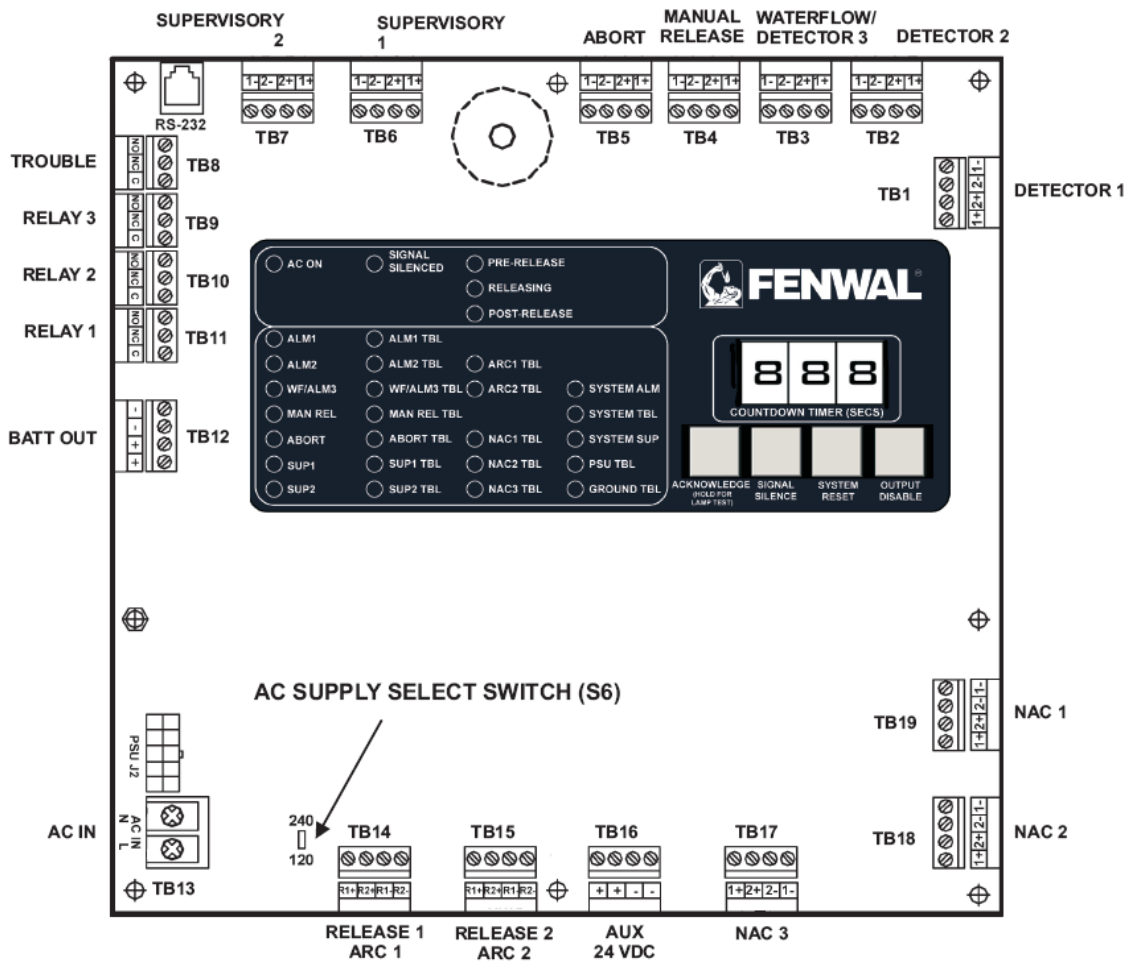 SUPERVISORY
2
SUPERVISORY
1
ABORT
MANUAL
RELEASE
WATERFLOW/
DETECTOR 3
DETECTOR 2
1- 2- 2+ 1+
1- 2- 2+ 1+
1- 2- 2+ 1+
1- 2- 2+ 1+
1- 2- 2+ 1+
1- 2- 2+ 1+
RS-232
TB7
TB6
TB5
TB4
TB3
TB2
TROUBLE
NO NC C
TB8
TB1
1+ 2+ 2- 1-
DETECTOR 1
RELAY 3
NO NC C
TB9
RELAY 2
NO NC C
TB10
RELAY 1
NO NC C
TB11
BATT OUT
- - + +
TB12
AC ON
SIGNAL
SILENCED
PRE-RELEASE
RELEASING
POST-RELEASE
ALM1
ALM1 TBL
ALM2
ALM2 TBL
ARC1 TBL
WF/ALM3
WF/ALM3 TBL
ARC2 TBL
SYSTEM ALM
MAN REL
MAN REL TBL
SYSTEM TBL
ABORT
ABORT TBL
NAC1 TBL
SYSTEM SUP
SUP1
SUP1 TBL
NAC2 TBL
PSU TBL
SUP2
SUP2 TBL
NAC3 TBL
GROUND TBL
FENWAL®
888
COUNTDOWN TIMER (SECS)
ACKNOWLEDGE
(HOLD FOR
LAMP TEST)
SIGNAL
SILENCE
SYSTEM
RESET
OUTPUT
DISABLE
AC SUPPLY SELECT SWITCH (S6)
TB19
1+ 2+ 2- 1-
NAC 1
TB18
1+ 2+ 2- 1-
NAC 2
PSU J2
AC IN
AC IN
N L
TB13
240
120
TB14
TB15
TB16
TB17
R1+ R2+ R1- R2-
R1+ R2+ R1- R2-
+ + - -
1+ 2+ 2- 1-
RELEASE 1
ARC 1
RELEASE 2
ARC 2
AUX
24 VDC
NAC 3